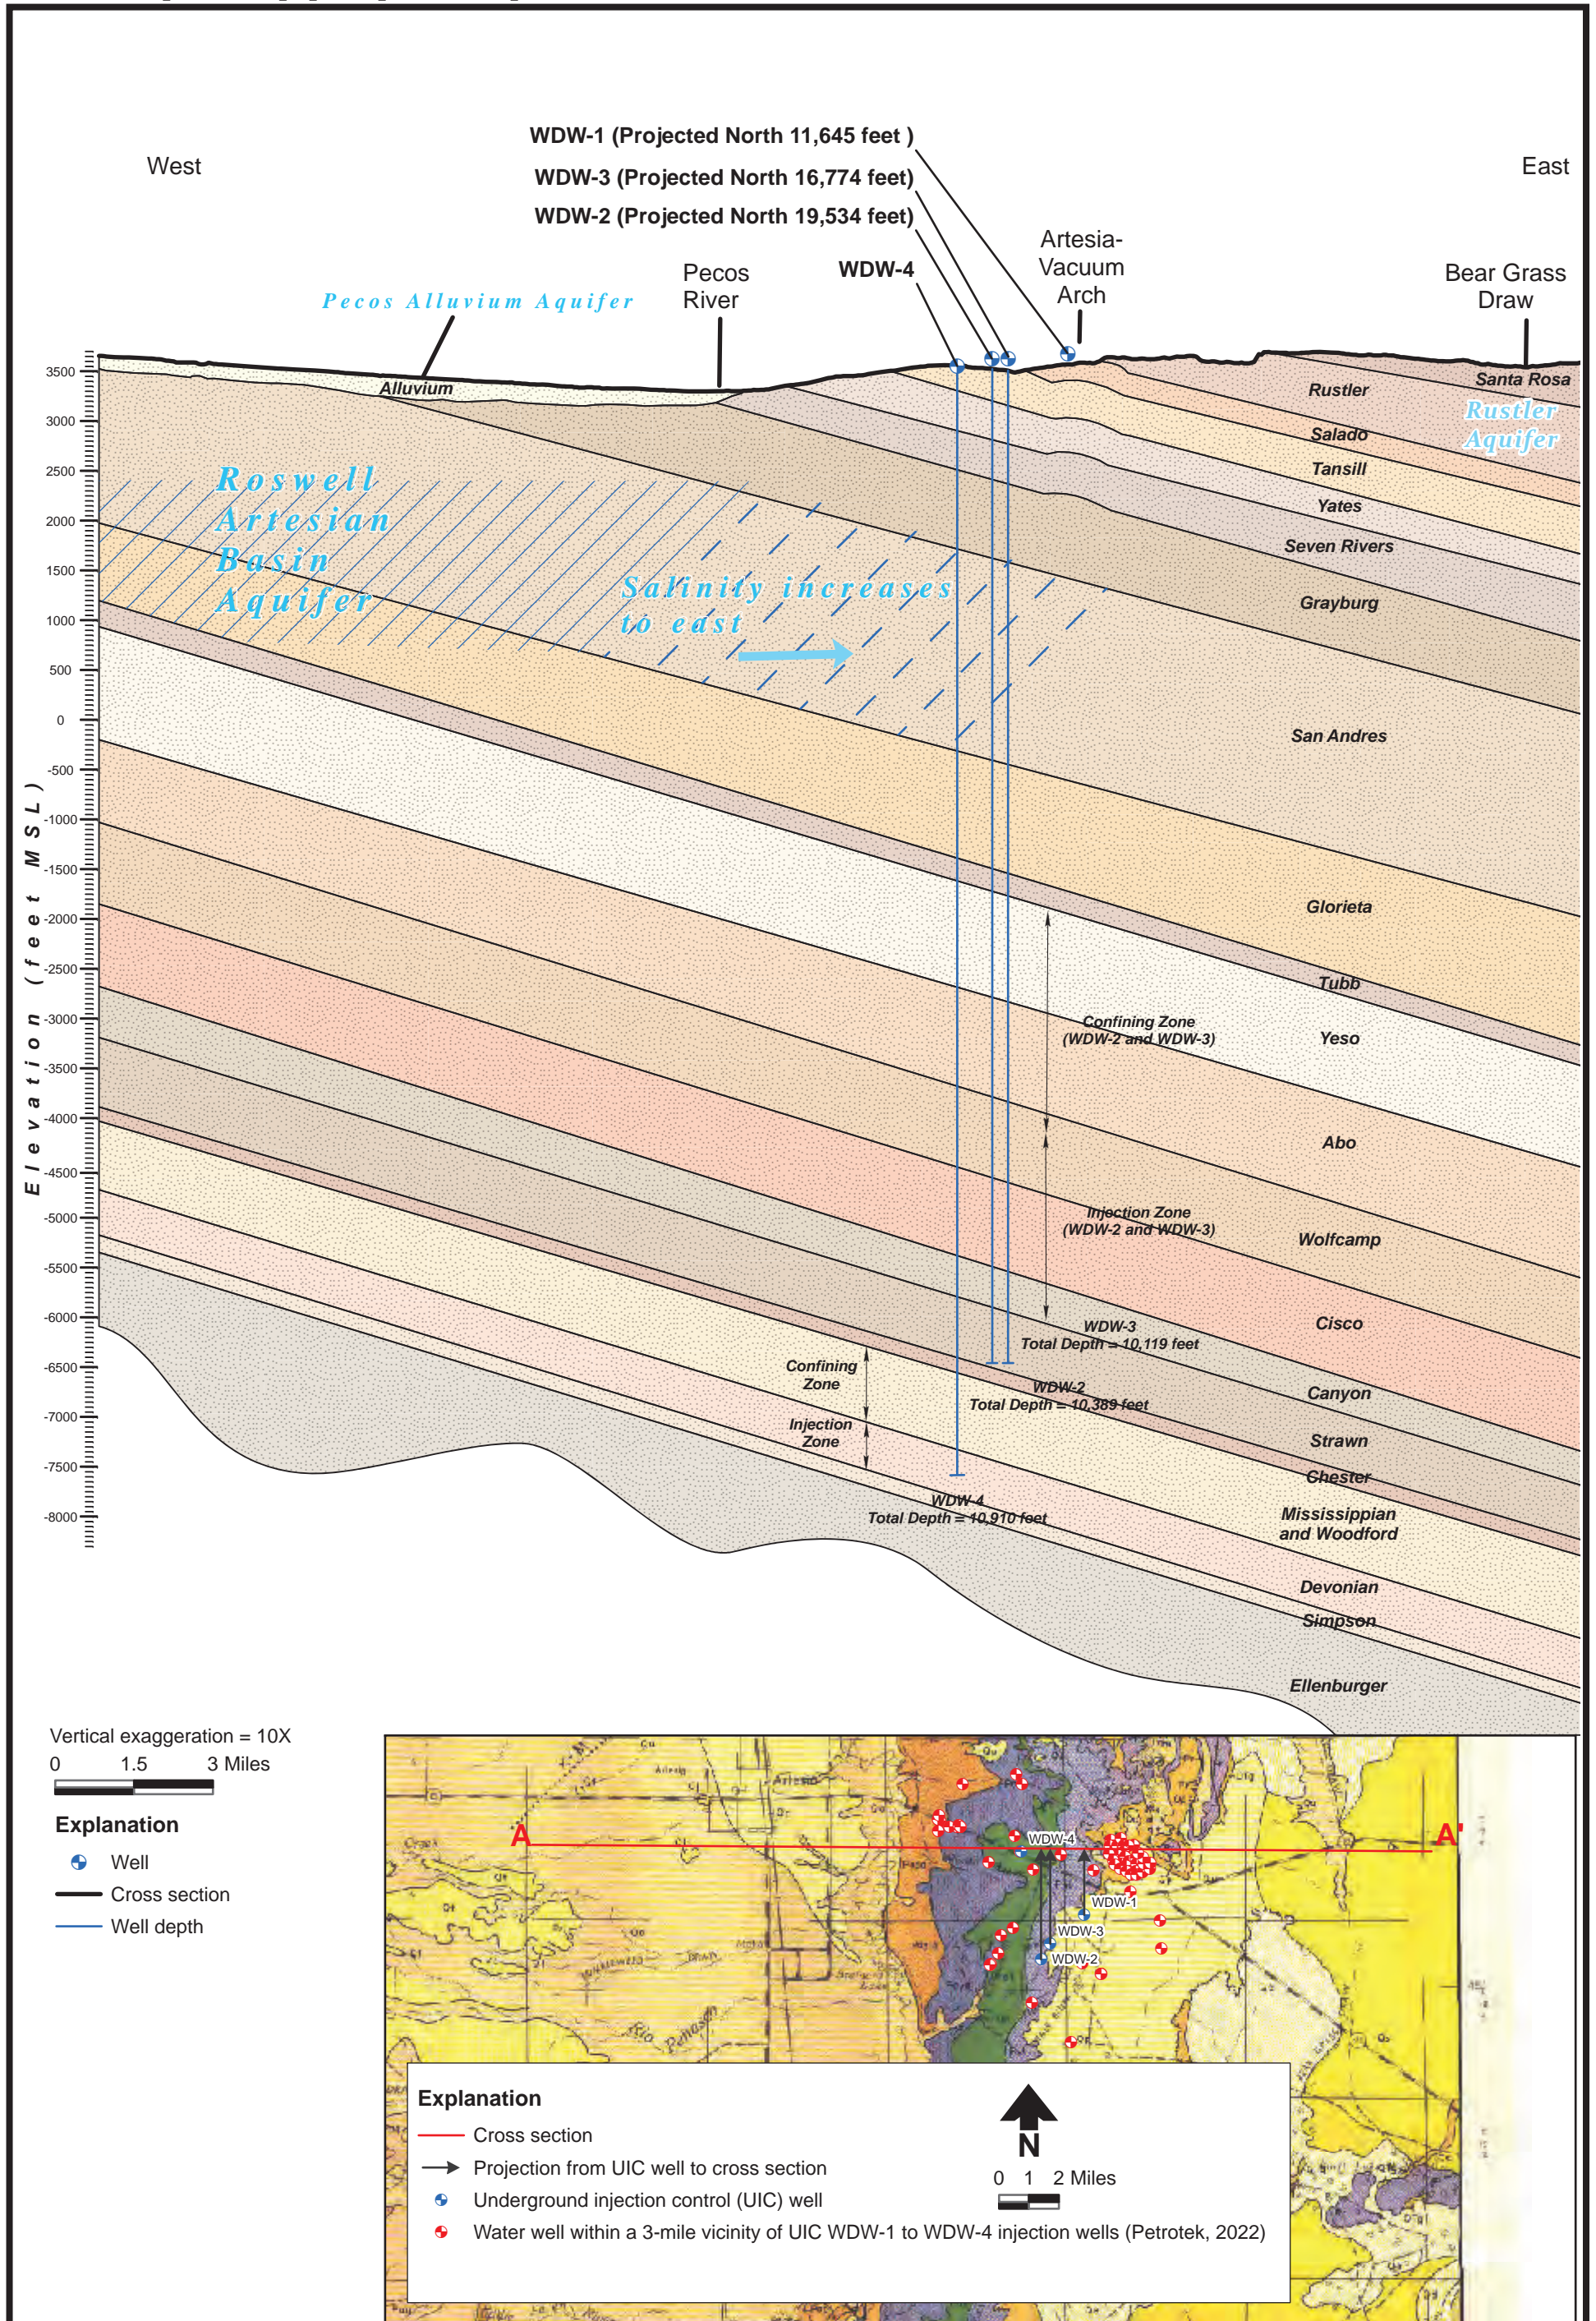 WDW-1 (Projected North 11,645 feet )
West
East
WDW-3 (Projected North 16,774 feet)
WDW-2 (Projected North 19,534 feet)
Artesia-
Vacuum
Arch
WDW-4
Pecos
River
Bear Grass
Draw
Pecos Alluvium Aquifer
3500
3000
2500
2000
1500
1000
500
0
-500
-1000
-1500
-2000
-2500
-3000
-3500
-4000
-4500
-5000
-5500
-6000
-6500
-7000
-7500
-8000
Elevation (feet MSL)
Alluvium
Santa Rosa
Rustler
Rustler
Aquifer
Salado
Tansill
Yates
Seven Rivers
Grayburg
Roswell
Artesian
Basin
Aquifer
Salinity increases
to east
San Andres
Glorieta
Tubb
Confining Zone
(WDW-2 and WDW-3)
Yeso
Abo
Injection Zone
(WDW-2 and WDW-3)
Wolfcamp
Cisco
WDW-3
Total Depth = 10,119 feet
Confining
Zone
WDW-2
Total Depth = 10,389 feet
Canyon
Injection
Zone
Strawn
Chester
WDW-4
Total Depth = 10,910 feet
Mississippian
and Woodford
Devonian
Simpson
Ellenburger
Vertical exaggeration = 10X
0 1.5 3 Miles
Explanation
Well
Cross section
Well depth
Artesia
A
A'
WDW-4
WDW-1
WDW-3
WDW-2
Rio Penasco
Explanation
Cross section
Projection from UIC well to cross section
Underground injection control (UIC) well
Water well within a 3-mile vicinity of UIC WDW-1 to WDW-4 injection wells (Petrotek, 2022)
N
0 1 2 Miles